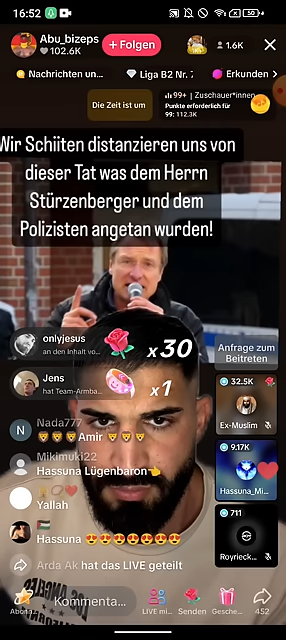 16:52
Abu_bizeps
102.6K
+ Folgen
1.6K
Nachrichten un...
Liga B2 Nr.
Erkunden >
Die Zeit ist um
99+ | Zuschauer*innen
Punkte erforderlich für
99: 112.3K
Wir Schiiten distanzieren uns von
dieser Tat was dem Herrn
Stürzenberger und dem
Polizisten angetan wurden!
onlyjesus
an den Inhalt vo...
x30
Anfrage zum
Beitreten
Jens
hat Team-Armba...
x1
32.5K
Ex-Muslim
N
Nada777
Amir
Mikimuki22
Hassuna Lügenbaron
9.17K
Hassuna_Mi...
Yallah
Hassuna
711
Royrieck...
Arda Ak hat das LIVE geteilt
Abonn...
Kommenta...
LIVE mi...
Senden
Gesche...
452